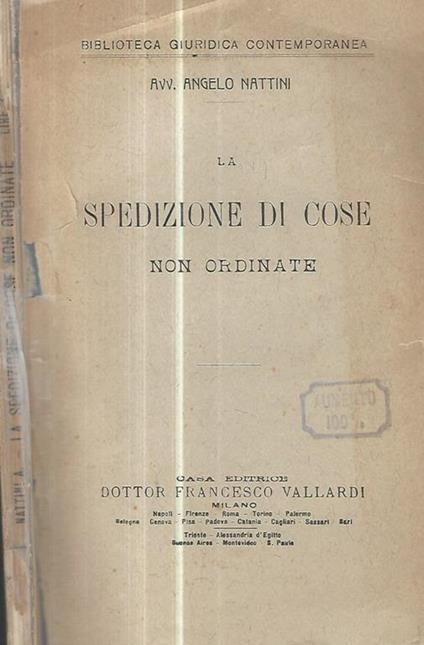 BIBLIOTECA GIURIDICA CONTEMPORANEA
AVV. ANGELO NATTINI
LA
SPEDIZIONE DI COSE
NON ORDINATE
AUMENTO
100%
CASA EDITRICE
DOTTOR FRANCESCO VALLARDI
MILANO
Napoli - Firenze - Roma - Torino - Palermo
Bologna Genova - Pisa - Padova - Catania - Cagliari - Sassari - Bari
Trieste - Alessandria d'Egitto
Buenos Aires - Montevideo - S. Paulo
NATTINI A. - LA SPEDIZIONE DI COSE NON ORDINATE